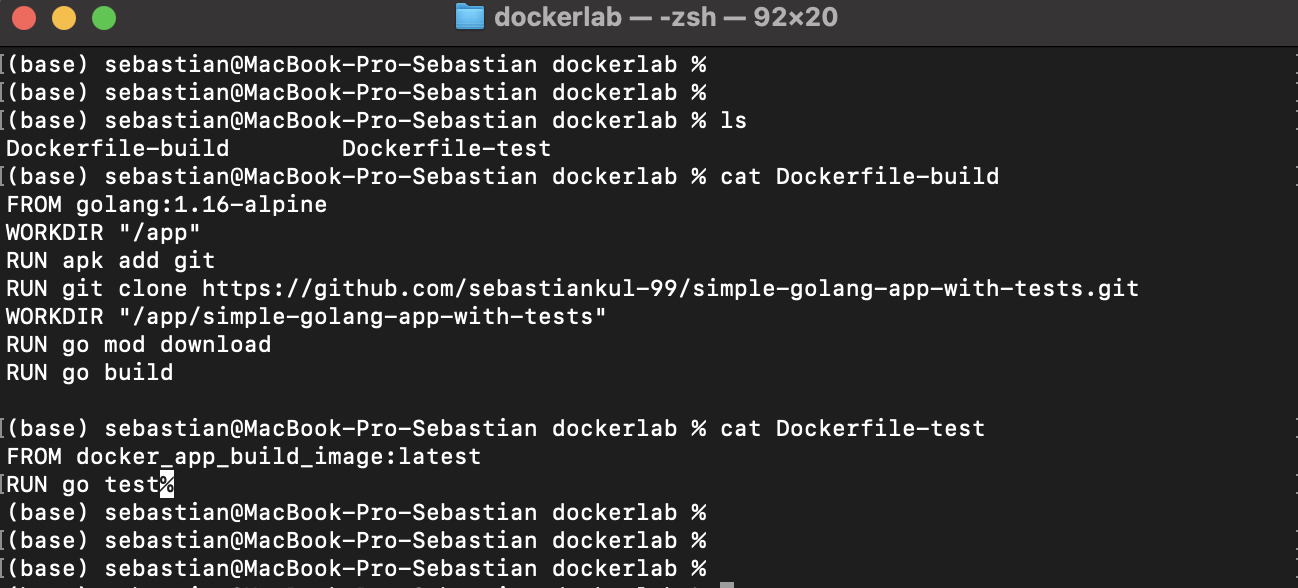 dockerlab — -zsh — 92×20
(base) sebastian@MacBook-Pro-Sebastian dockerlab %
(base) sebastian@MacBook-Pro-Sebastian dockerlab %
(base) sebastian@MacBook-Pro-Sebastian dockerlab % ls
Dockerfile-build        Dockerfile-test
(base) sebastian@MacBook-Pro-Sebastian dockerlab % cat Dockerfile-build
FROM golang:1.16-alpine
WORKDIR "/app"
RUN apk add git
RUN git clone https://github.com/sebastiankul-99/simple-golang-app-with-tests.git
WORKDIR "/app/simple-golang-app-with-tests"
RUN go mod download
RUN go build
(base) sebastian@MacBook-Pro-Sebastian dockerlab % cat Dockerfile-test
FROM docker_app_build_image:latest
RUN go test%
(base) sebastian@MacBook-Pro-Sebastian dockerlab %
(base) sebastian@MacBook-Pro-Sebastian dockerlab %
(base) sebastian@MacBook-Pro-Sebastian dockerlab %